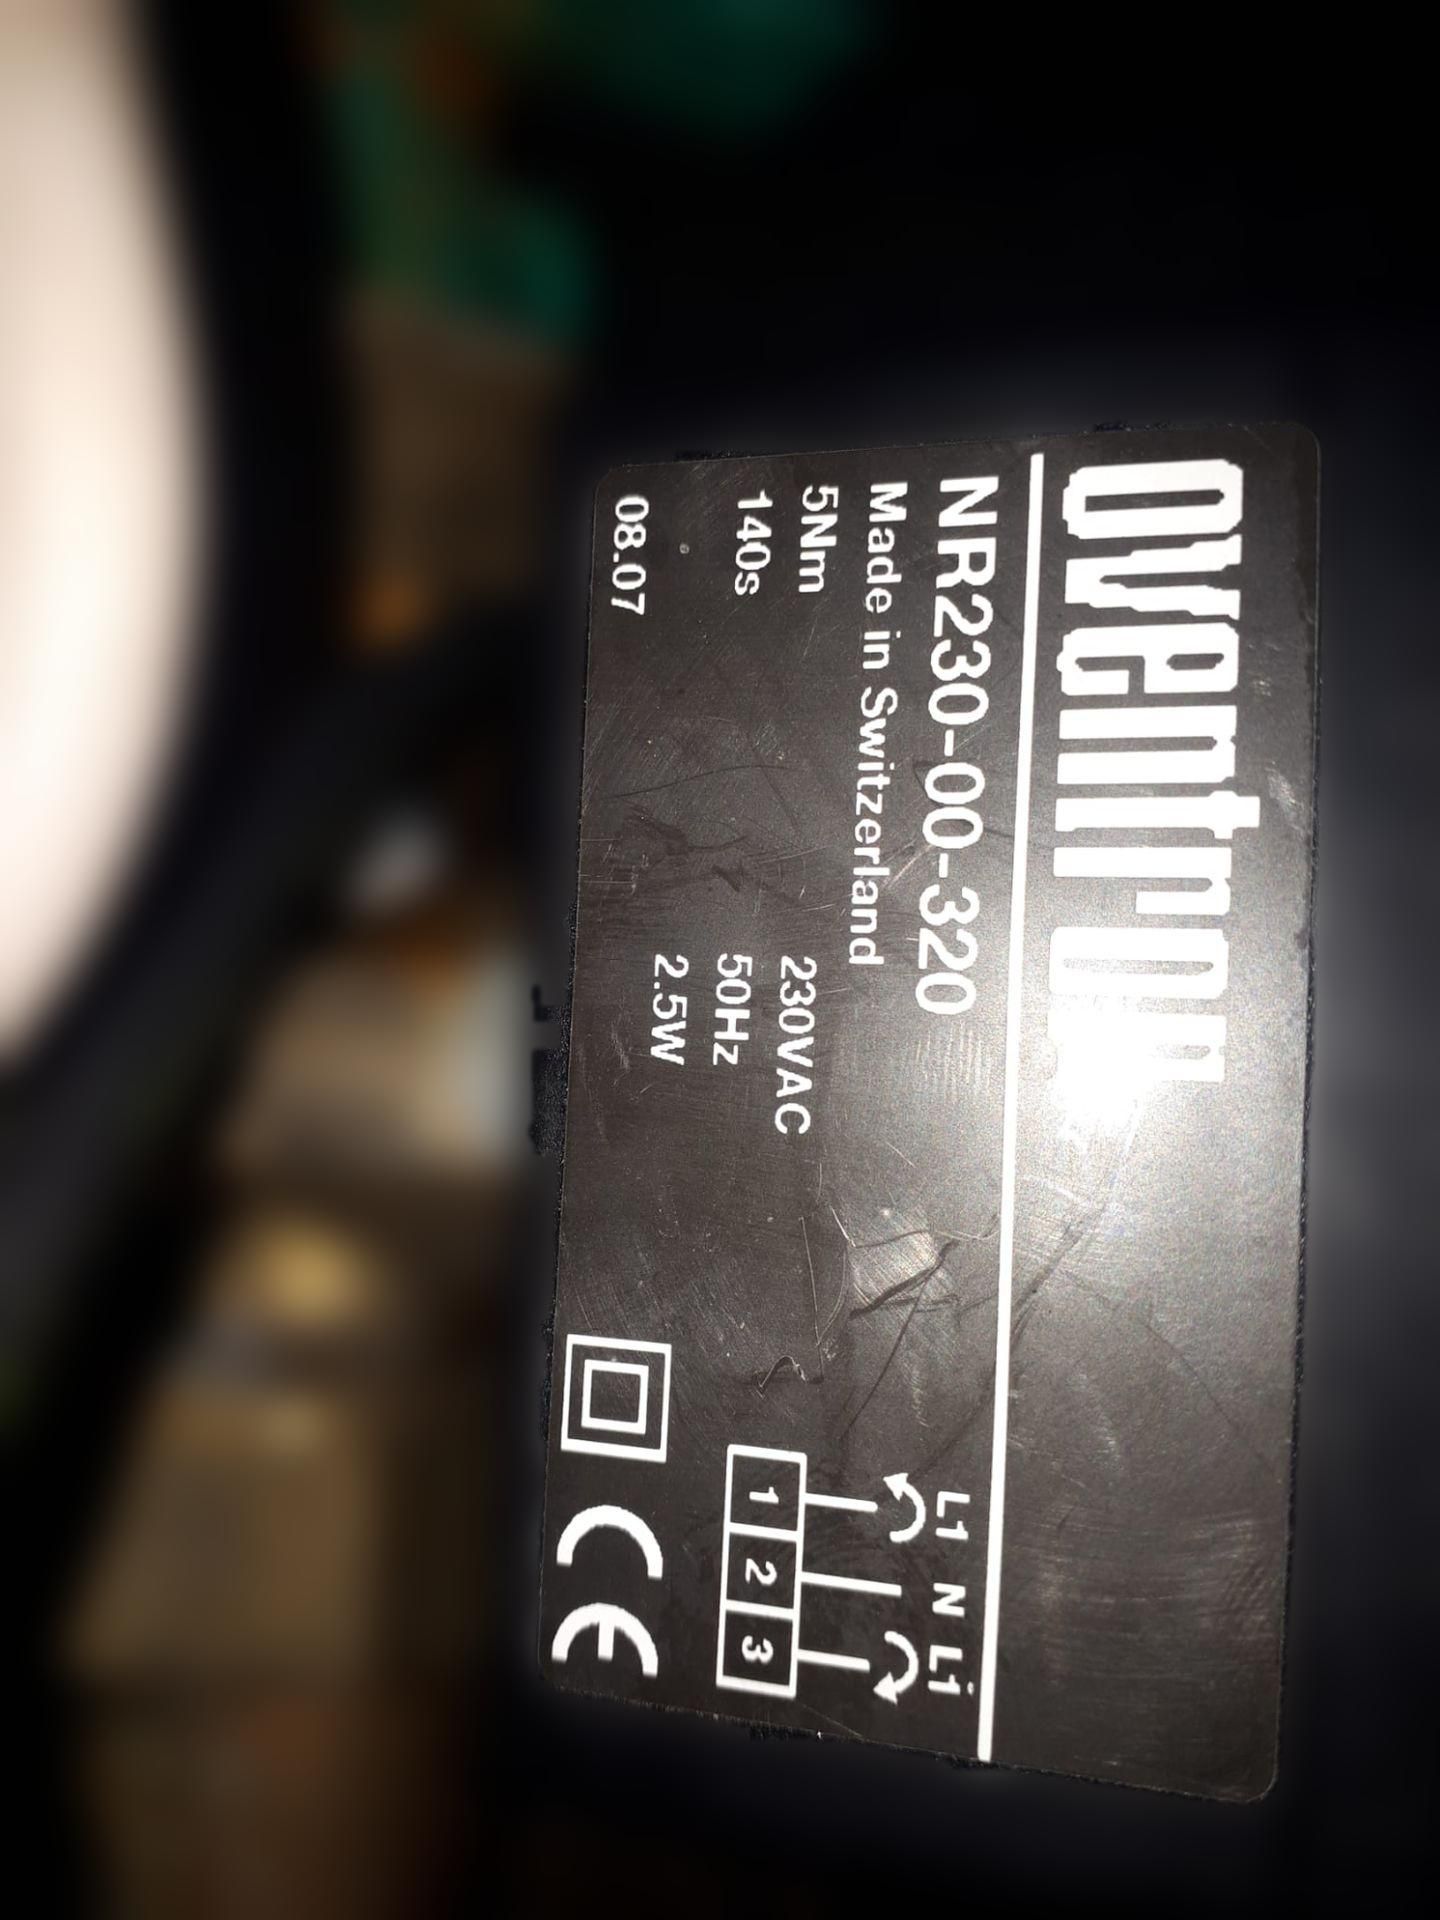 oventrop
NR230-00-320
Made in Switzerland
5Nm 230VAC
140s 50Hz
2.5W
08.07
L1 N L1
1 2 3
CE